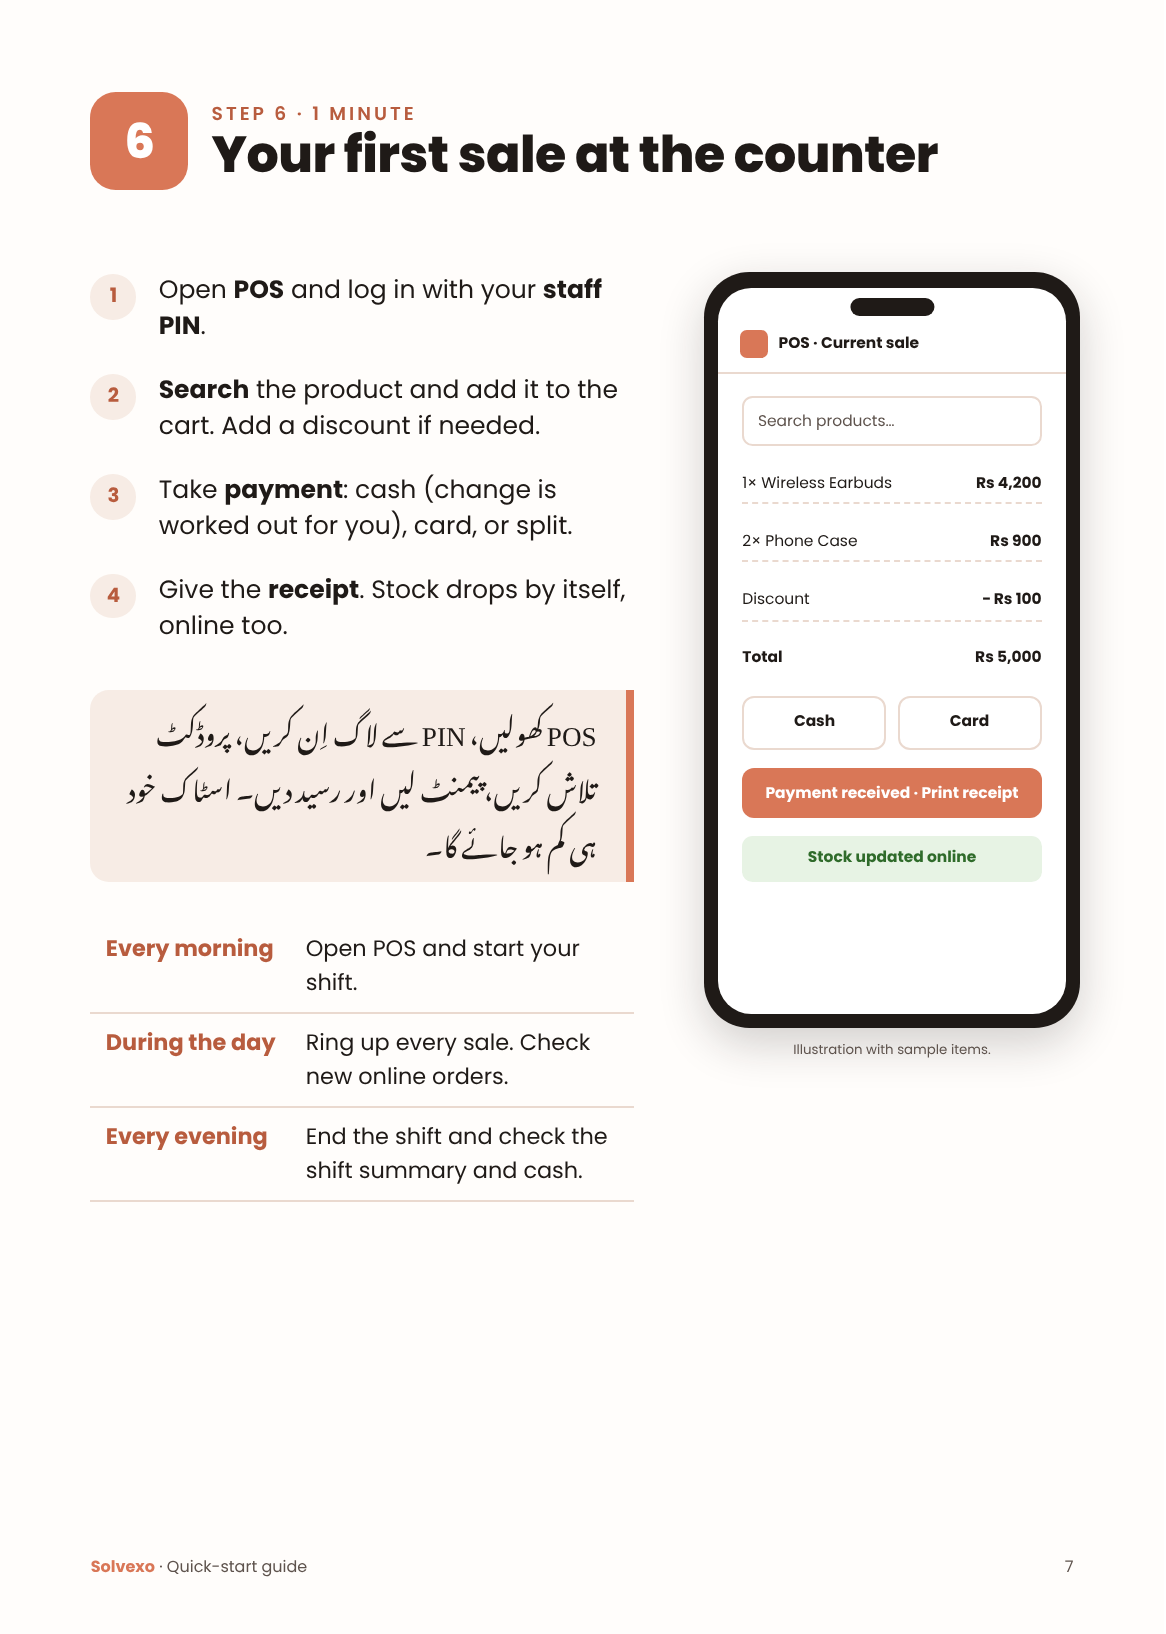 6
STEP 6 · 1 MINUTE
Your first sale at the counter
1
Open POS and log in with your staff
PIN.
2
Search the product and add it to the
cart. Add a discount if needed.
3
Take payment: cash (change is
worked out for you), card, or split.
4
Give the receipt. Stock drops by itself,
online too.
POS کھولیں، PIN سے لاگ اِن کریں، پروڈکٹ
تلاش کریں، پیمنٹ لیں اور رسید دیں۔ اسٹاک خود
ہی کم ہو جائے گا۔
Every morning
Open POS and start your
shift.
During the day
Ring up every sale. Check
new online orders.
Every evening
End the shift and check the
shift summary and cash.
POS · Current sale
Search products…
1× Wireless Earbuds Rs 4,200
2× Phone Case Rs 900
Discount − Rs 100
Total Rs 5,000
Cash Card
Payment received · Print receipt
Stock updated online
Illustration with sample items.
Solvexo · Quick-start guide 7